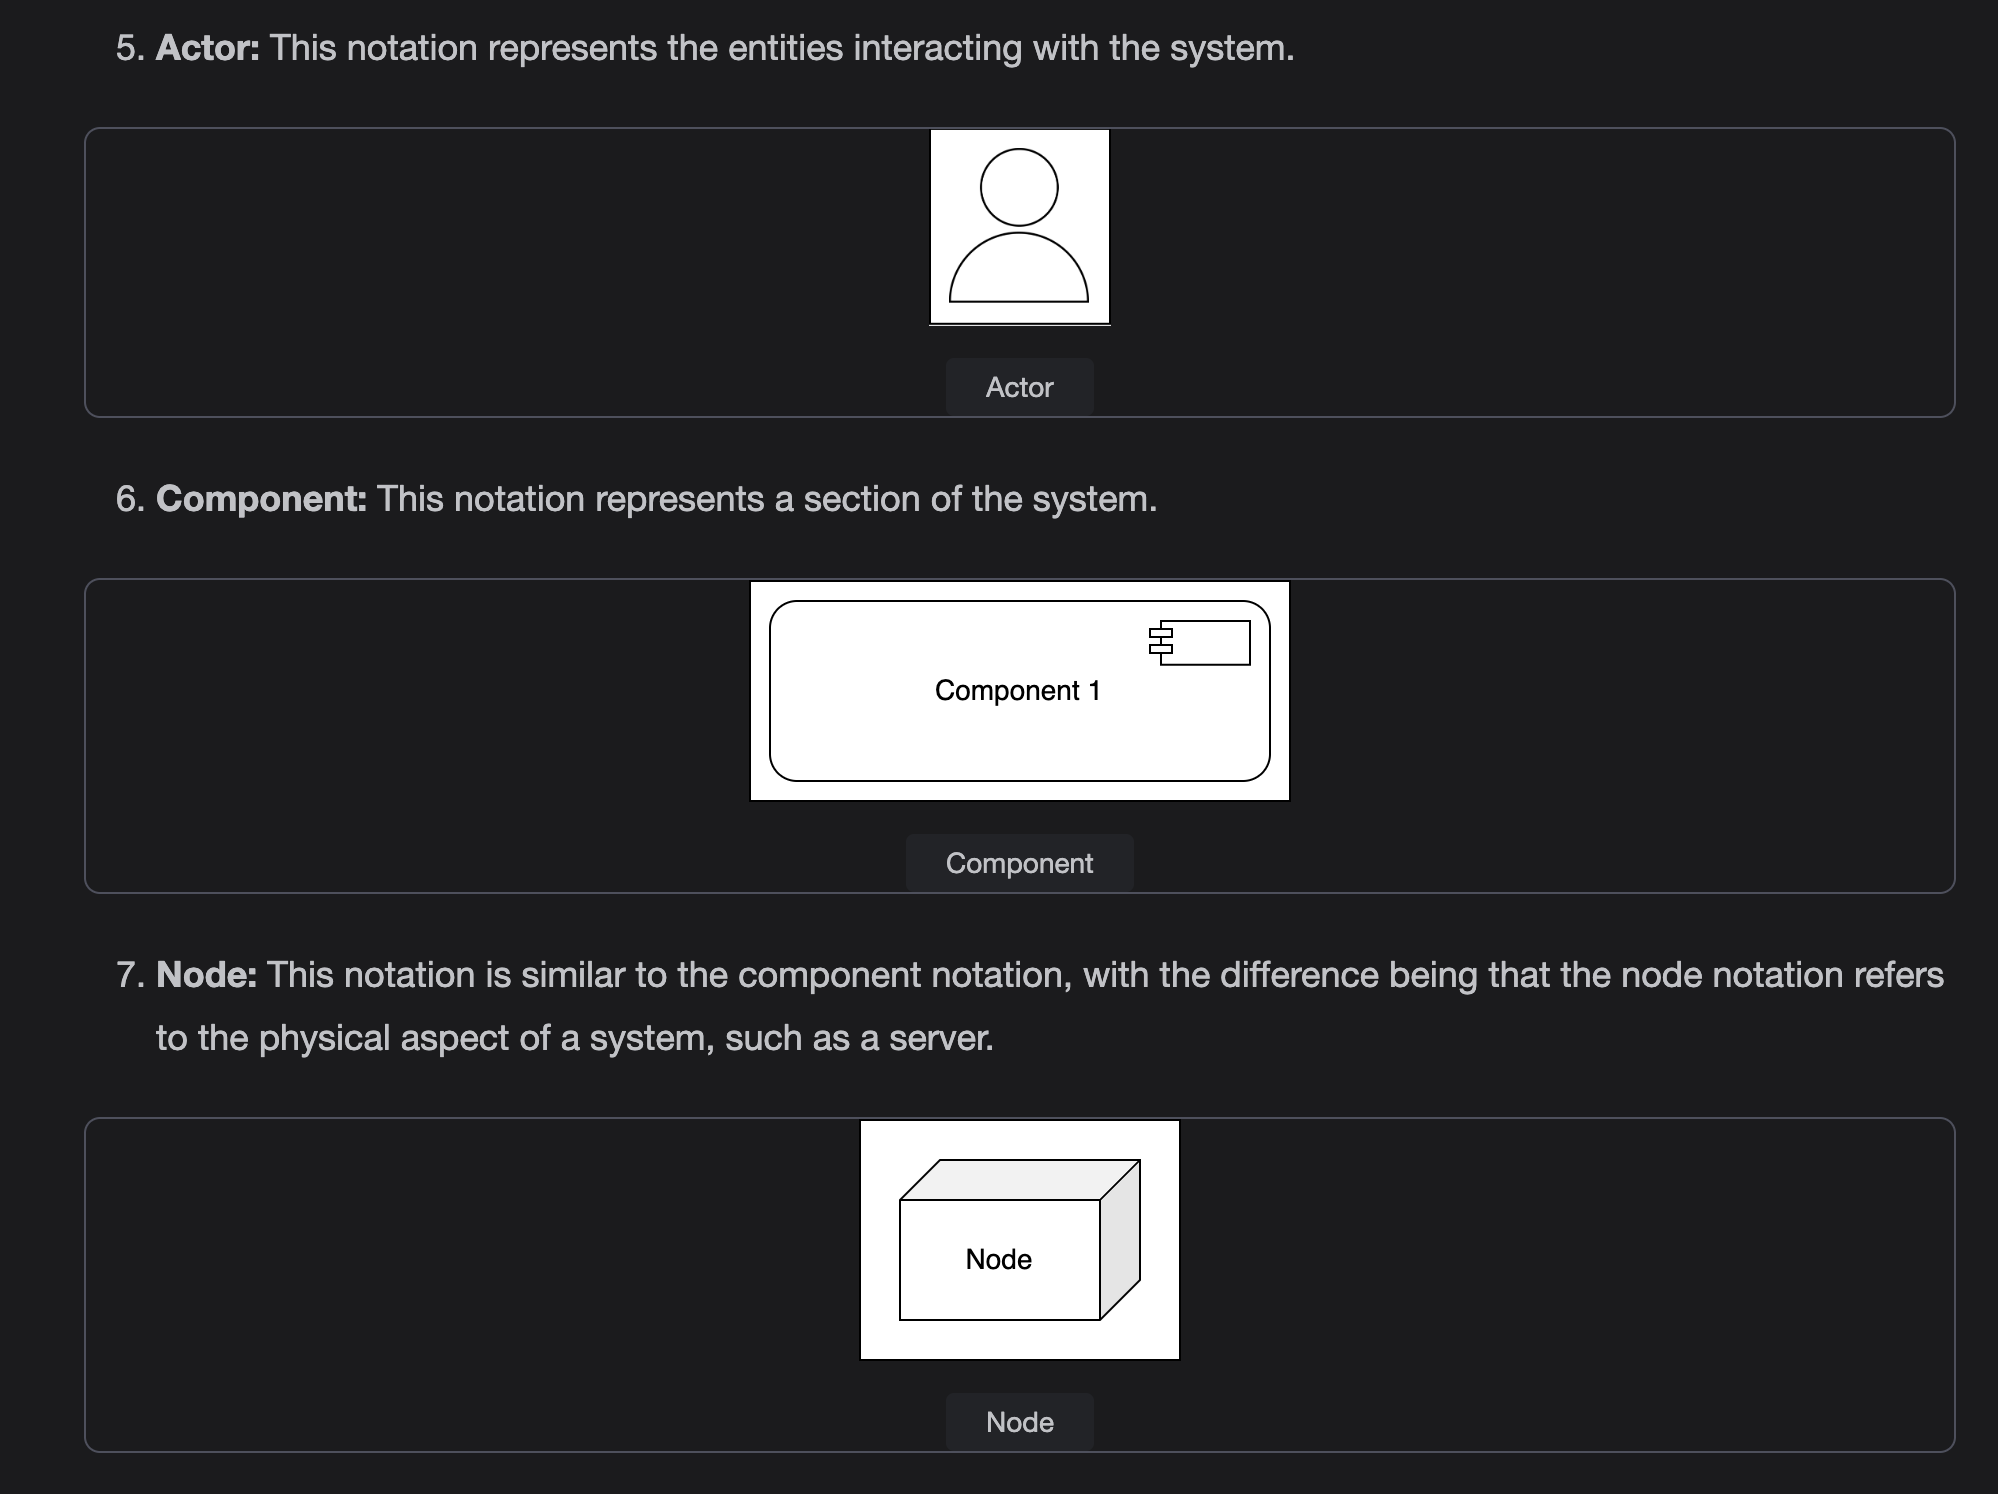 5. Actor: This notation represents the entities interacting with the system.
Actor
6. Component: This notation represents a section of the system.
Component 1
Component
7. Node: This notation is similar to the component notation, with the difference being that the node notation refers
to the physical aspect of a system, such as a server.
Node
Node